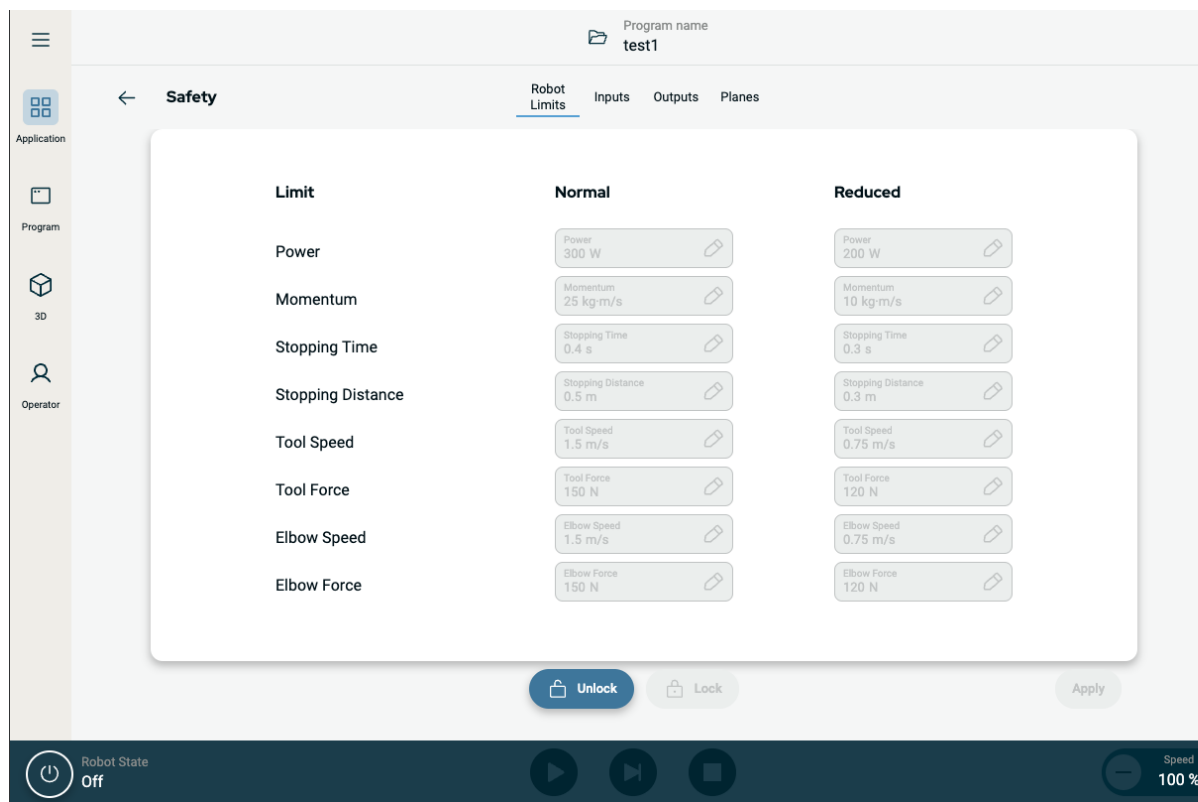 Program name
test1
Application
Program
3D
Operator
Safety
Robot
Limits
Inputs
Outputs
Planes
Limit
Normal
Reduced
Power
Power
300 W
Power
200 W
Momentum
Momentum
25 kg·m/s
Momentum
10 kg·m/s
Stopping Time
Stopping Time
0.4 s
Stopping Time
0.3 s
Stopping Distance
Stopping Distance
0.5 m
Stopping Distance
0.3 m
Tool Speed
Tool Speed
1.5 m/s
Tool Speed
0.75 m/s
Tool Force
Tool Force
150 N
Tool Force
120 N
Elbow Speed
Elbow Speed
1.5 m/s
Elbow Speed
0.75 m/s
Elbow Force
Elbow Force
150 N
Elbow Force
120 N
Unlock
Lock
Apply
Robot State
Off
Speed
100 %